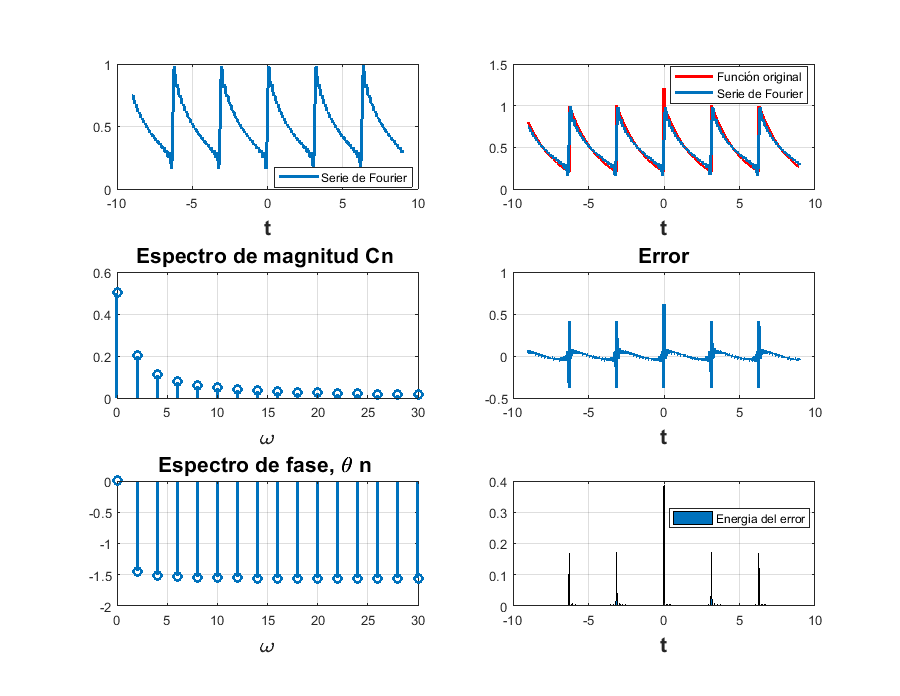 1
0.5
0
-10 -5 0 5 10
Serie de Fourier
t
1.5
1
0.5
0
-10 -5 0 5 10
Función original
Serie de Fourier
t
Espectro de magnitud Cn
0.6
0.4
0.2
0
0 5 10 15 20 25 30
ω
Error
1
0.5
0
-0.5
-10 -5 0 5 10
t
Espectro de fase, θ n
0
-0.5
-1
-1.5
-2
0 5 10 15 20 25 30
ω
0.4
0.3
0.2
0.1
0
-10 -5 0 5 10
Energia del error
t